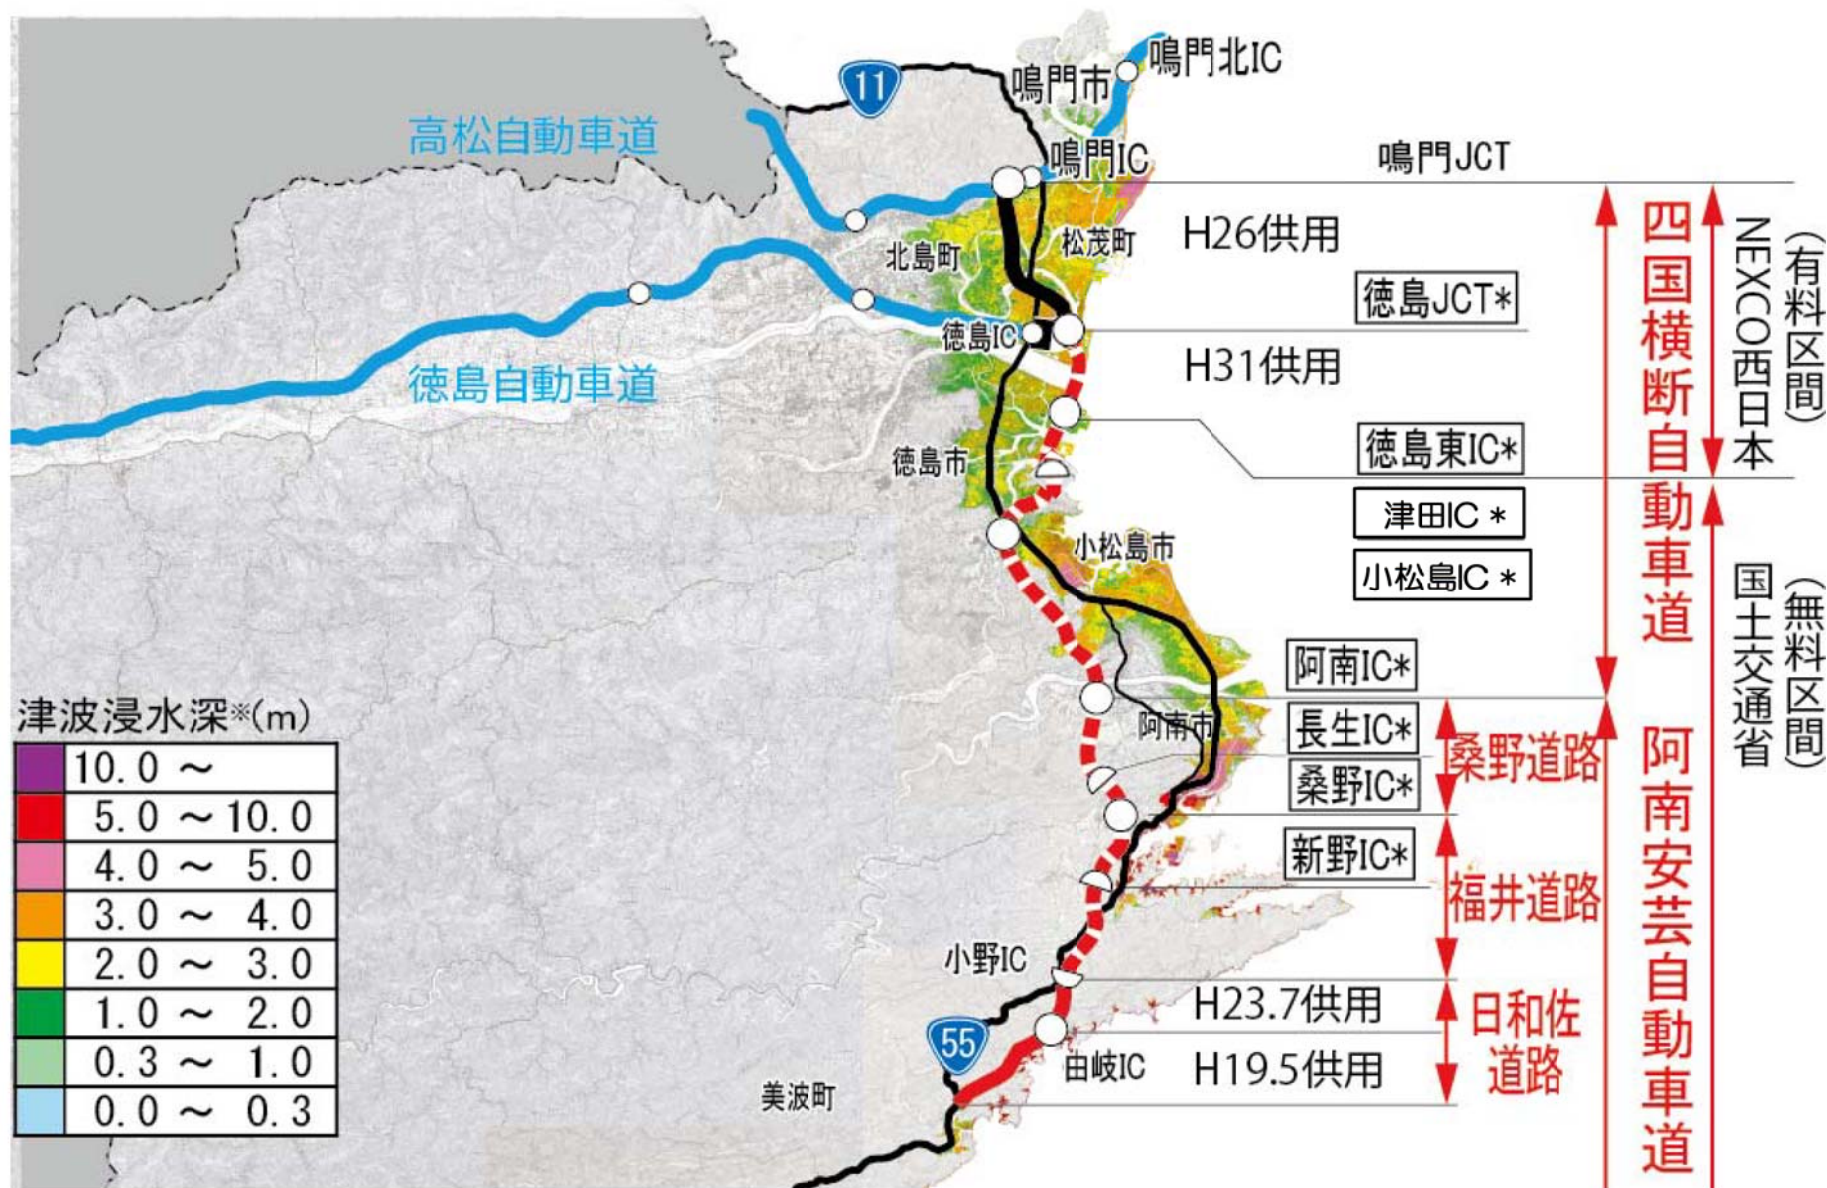 鳴門北IC
11
鳴門市
高松自動車道
鳴門IC
鳴門JCT
H26供用
松茂町
北島町
徳島JCT*
徳島IC
H31供用
徳島自動車道
徳島東IC*
徳島市
津田IC *
小松島市
小松島IC *
阿南IC*
阿南市
長生IC*
桑野IC*
新野IC*
小野IC
H23.7供用
55
由岐IC
H19.5供用
美波町
桑野道路
福井道路
日和佐
道路
四国横断自動車道
阿南安芸自動車道
NEXCO西日本
(有料区間)
国土交通省
(無料区間)
津波浸水深※(m)
10.0 ～
5.0 ～ 10.0
4.0 ～ 5.0
3.0 ～ 4.0
2.0 ～ 3.0
1.0 ～ 2.0
0.3 ～ 1.0
0.0 ～ 0.3